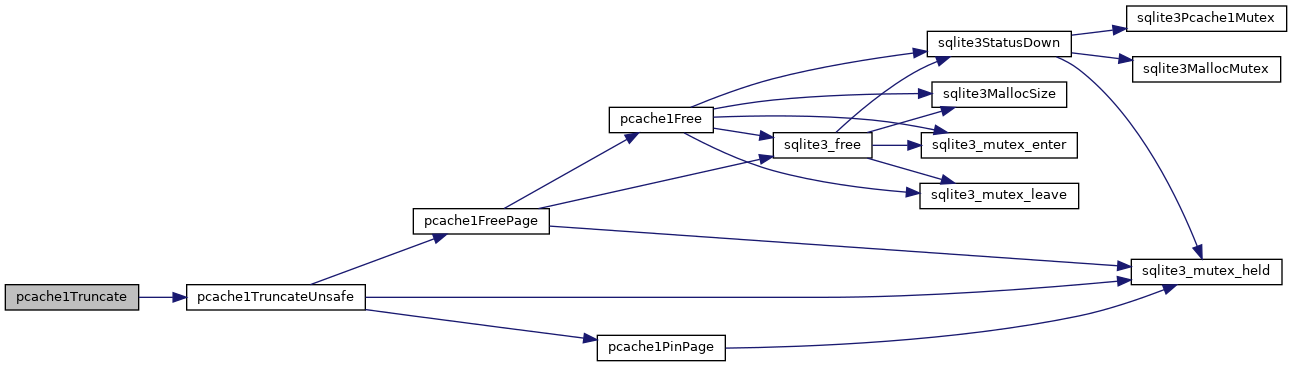 sqlite3Pcache1Mutex
sqlite3StatusDown
sqlite3MallocMutex
sqlite3MallocSize
pcache1Free
sqlite3_free
sqlite3_mutex_enter
sqlite3_mutex_leave
pcache1FreePage
sqlite3_mutex_held
pcache1Truncate
pcache1TruncateUnsafe
pcache1PinPage